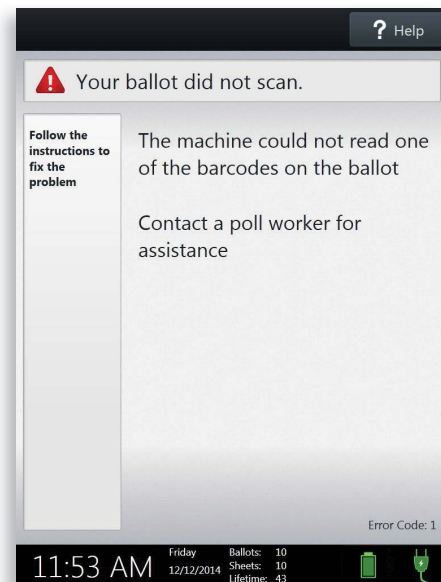 ? Help
Your ballot did not scan.
Follow the
instructions to
fix the
problem
The machine could not read one
of the barcodes on the ballot
Contact a poll worker for
assistance
Error Code: 1
11:53 AM
Friday
12/12/2014
Ballots: 10
Sheets: 10
Lifetime: 43